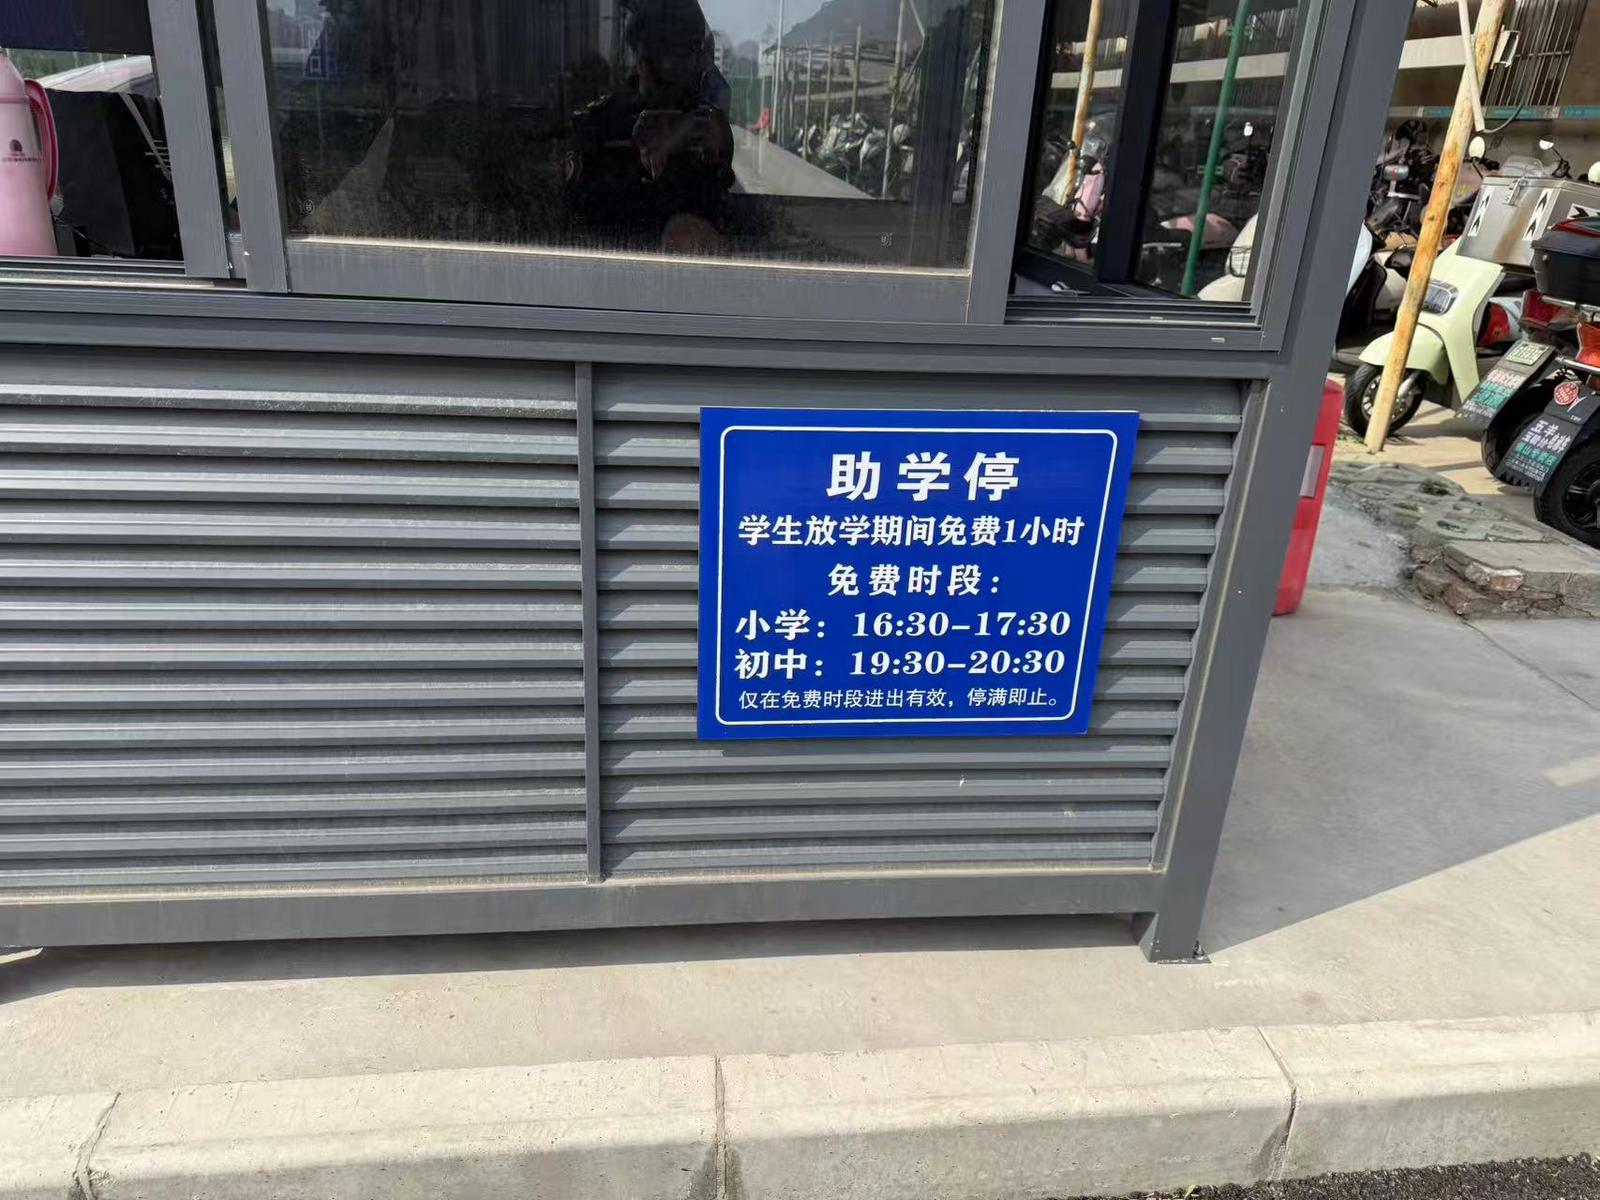 助学停
学生放学期间免费1小时
免费时段：
小学：16:30-17:30
初中：19:30-20:30
仅在免费时段进出有效，停满即止。
五羊